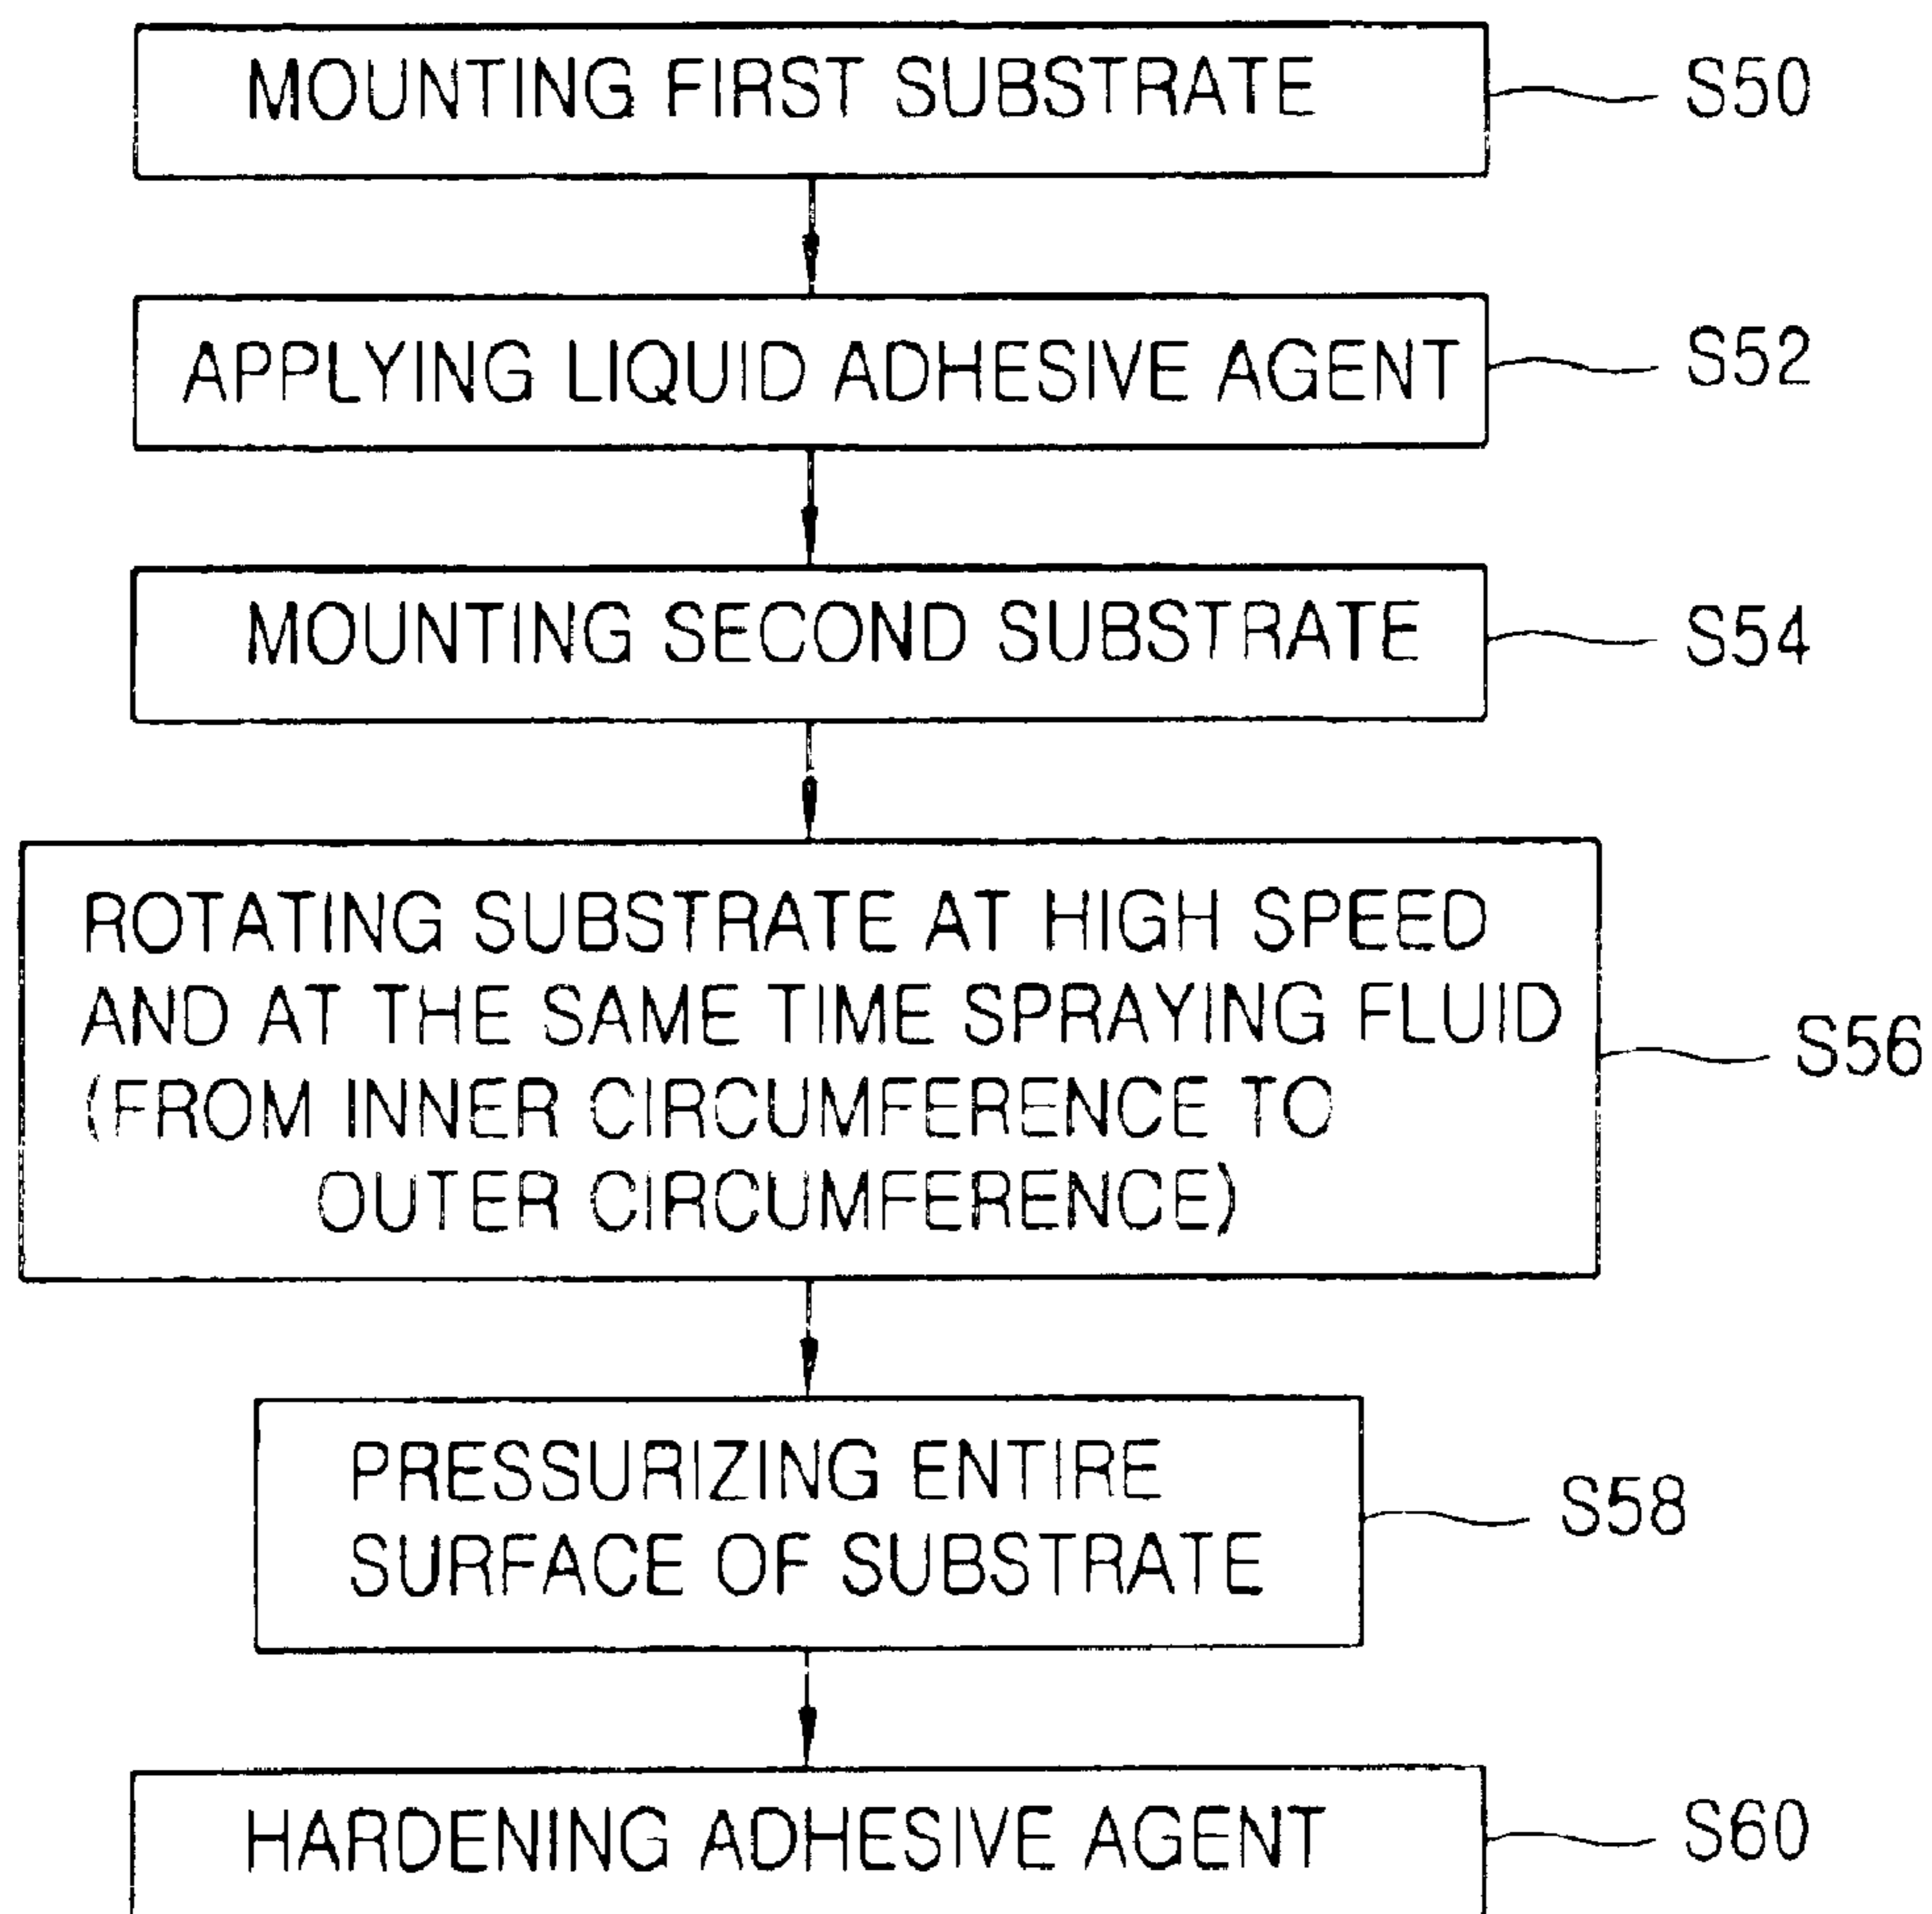 MOUNTING FIRST SUBSTRATE
S50
APPLYING LIQUID ADHESIVE AGENT
S52
MOUNTING SECOND SUBSTRATE
S54
ROTATING SUBSTRATE AT HIGH SPEED
AND AT THE SAME TIME SPRAYING FLUID
(FROM INNER CIRCUMFERENCE TO
OUTER CIRCUMFERENCE)
S56
PRESSURIZING ENTIRE
SURFACE OF SUBSTRATE
S58
HARDENING ADHESIVE AGENT
S60